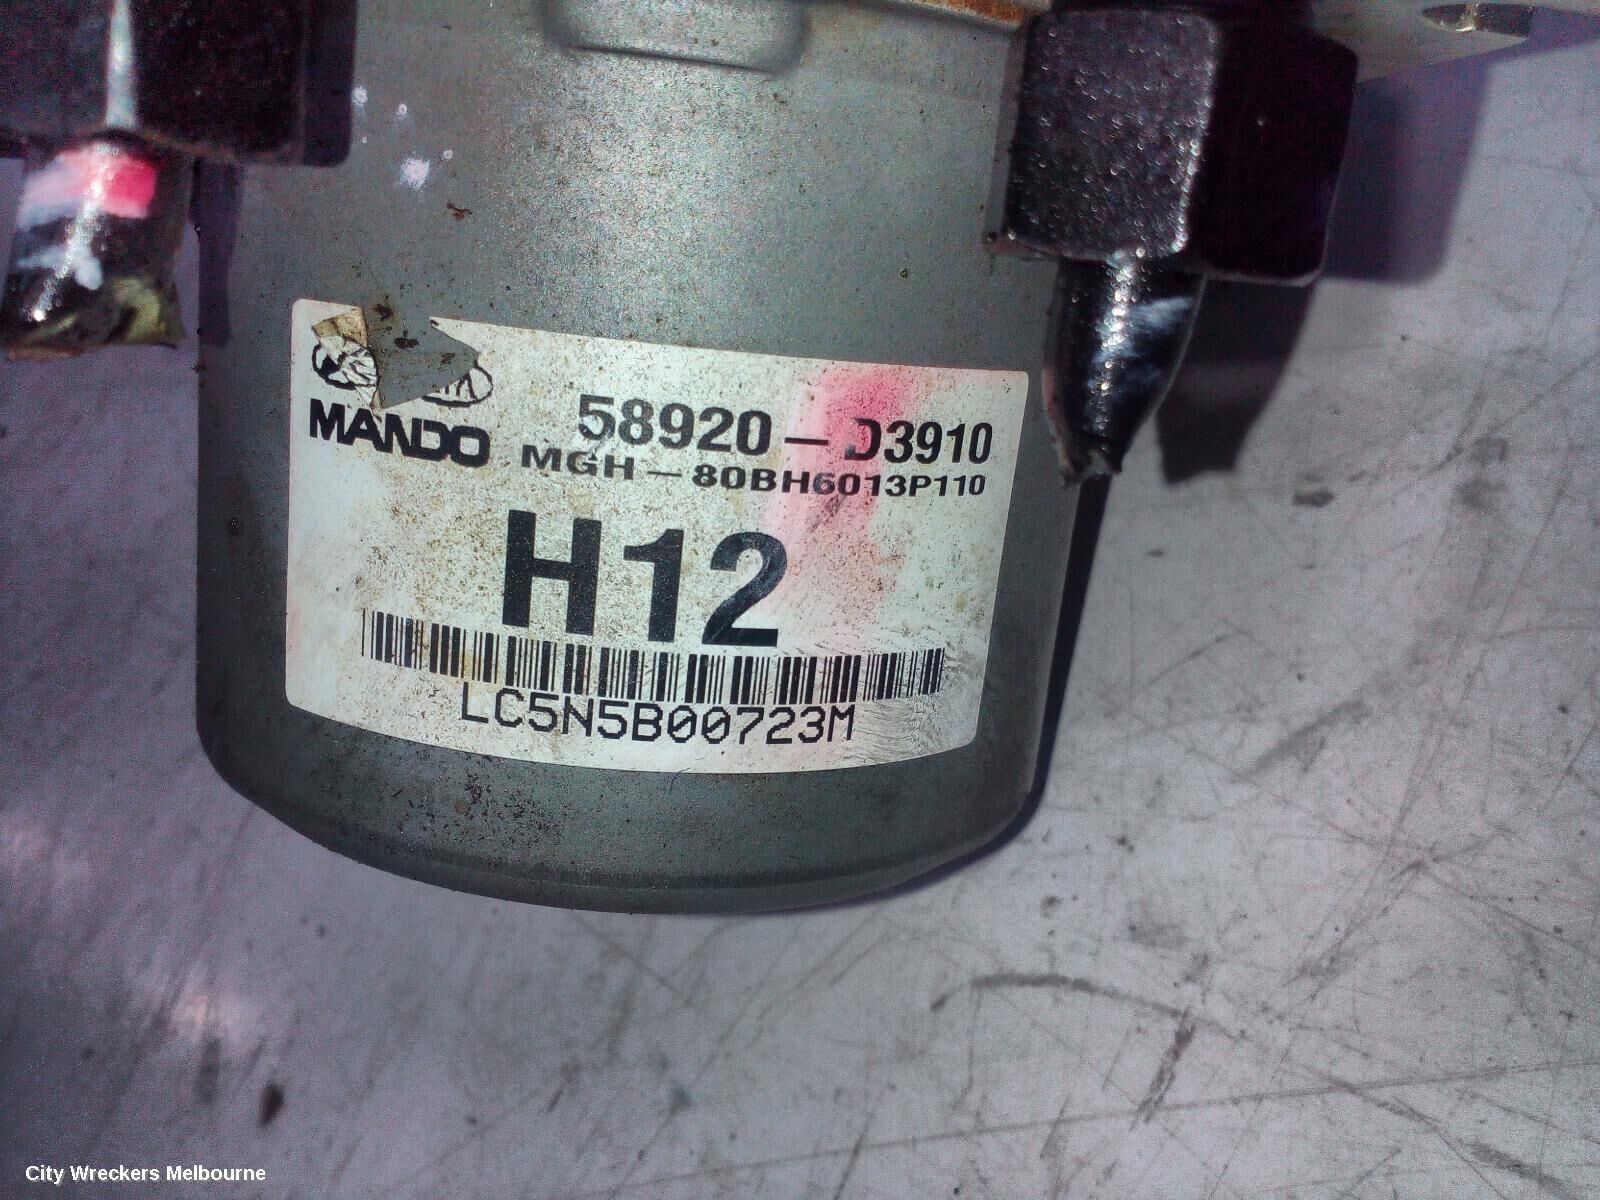 MANDO
58920-D3910
MGH-80BH6013P110
H12
LC5N5B00723M
City Wreckers Melbourne